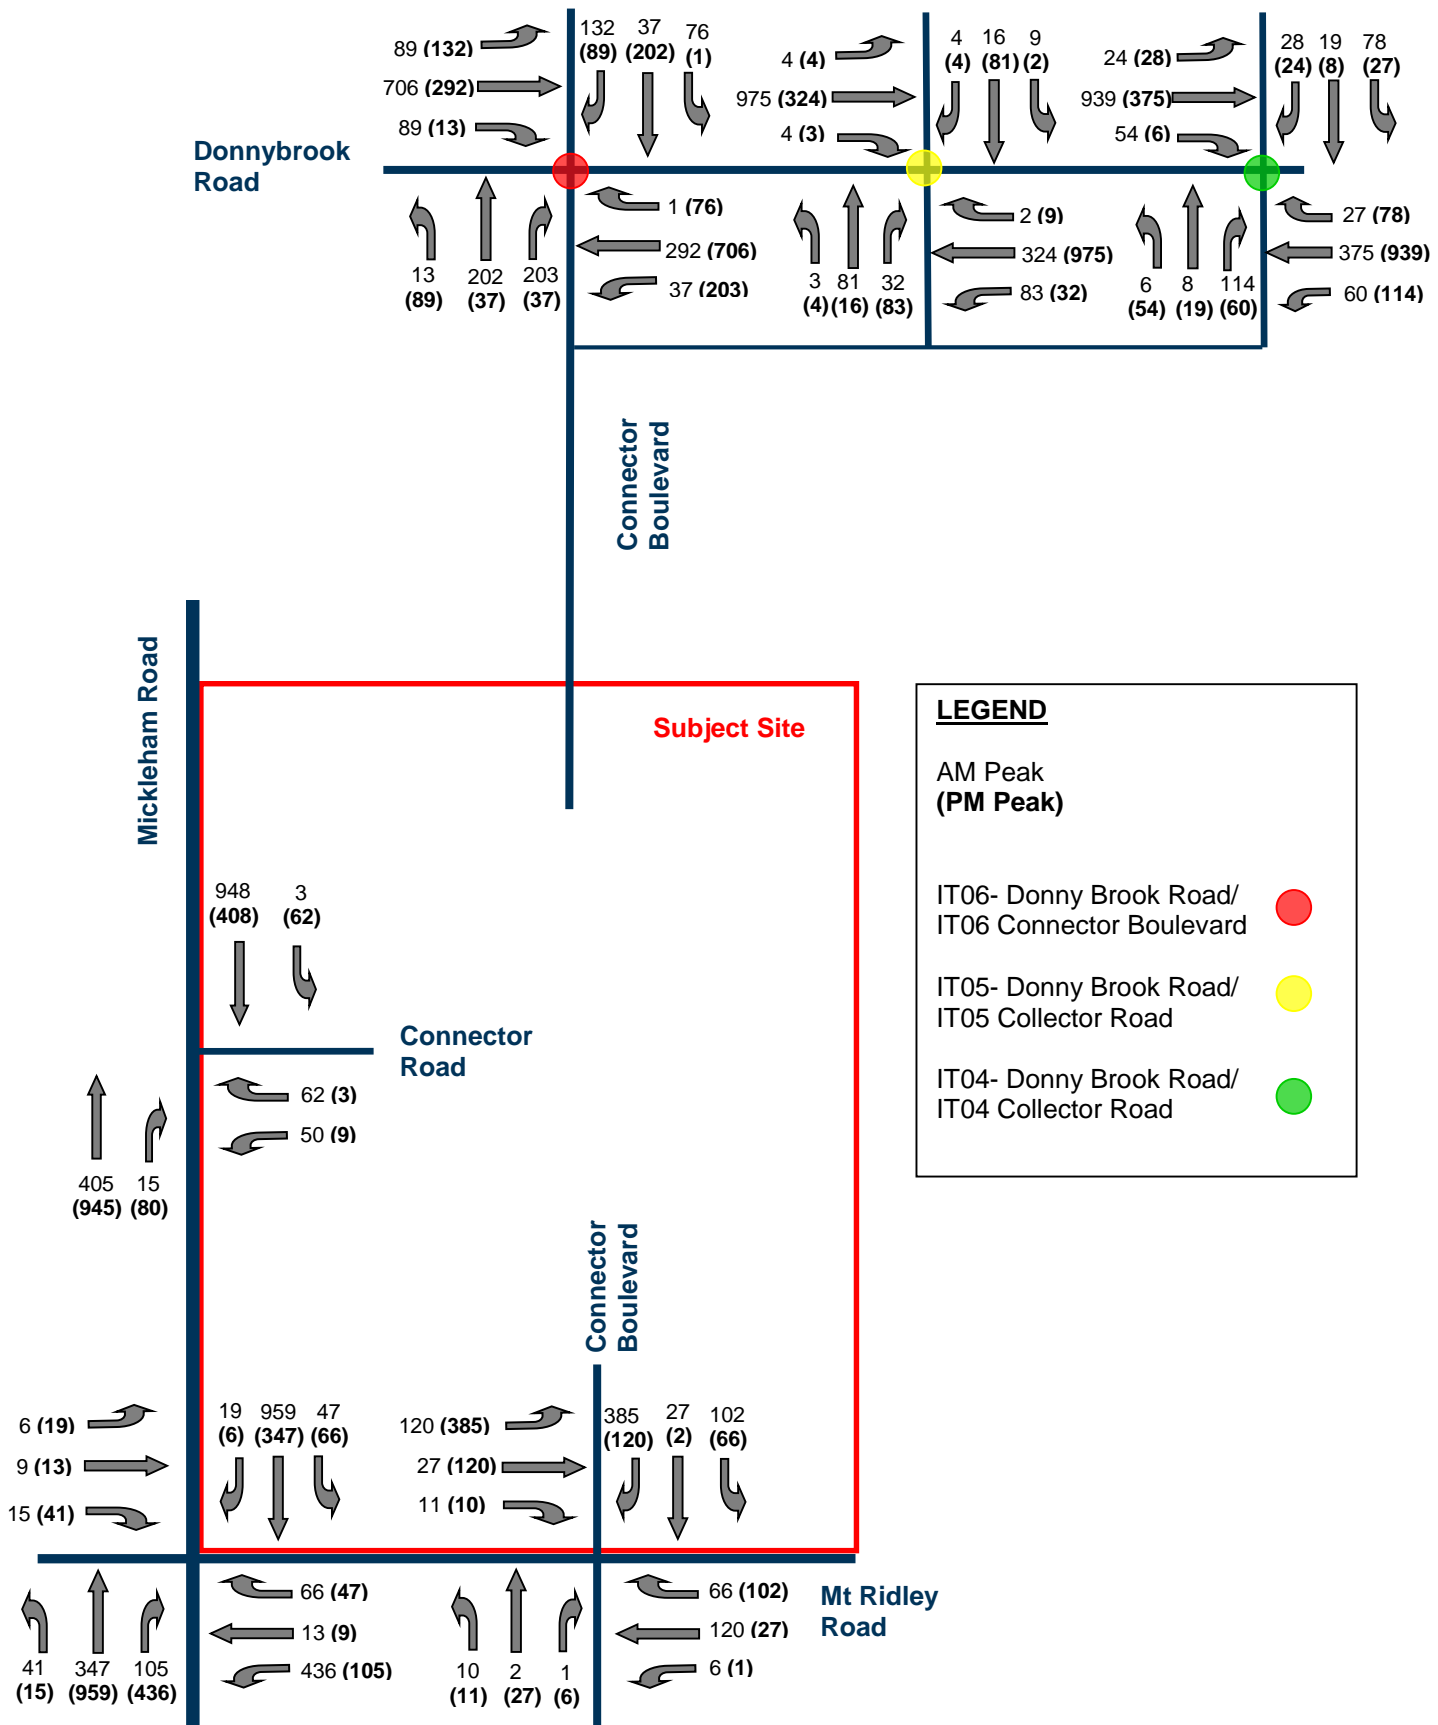 89 (132)
706 (292)
89 (13)
132 37 76
(89) (202) (1)
4 (4)
975 (324)
4 (3)
4 16 9
(4) (81) (2)
24 (28)
939 (375)
54 (6)
28 19 78
(24) (8) (27)
Donnybrook
Road
13 202 203
(89) (37) (37)
1 (76)
292 (706)
37 (203)
3 81 32
(4) (16) (83)
2 (9)
324 (975)
83 (32)
6 8 114
(54) (19) (60)
27 (78)
375 (939)
60 (114)
Connector
Boulevard
Mickleham Road
Subject Site
LEGEND
AM Peak
(PM Peak)
IT06- Donny Brook Road/
IT06 Connector Boulevard
IT05- Donny Brook Road/
IT05 Collector Road
IT04- Donny Brook Road/
IT04 Collector Road
948 3
(408) (62)
Connector
Road
62 (3)
50 (9)
405 15
(945) (80)
Connector
Boulevard
6 (19)
9 (13)
15 (41)
19 959 47
(6) (347) (66)
120 (385)
27 (120)
11 (10)
385 27 102
(120) (2) (66)
41 347 105
(15) (959) (436)
66 (47)
13 (9)
436 (105)
10 2 1
(11) (27) (6)
66 (102)
120 (27)
6 (1)
Mt Ridley
Road